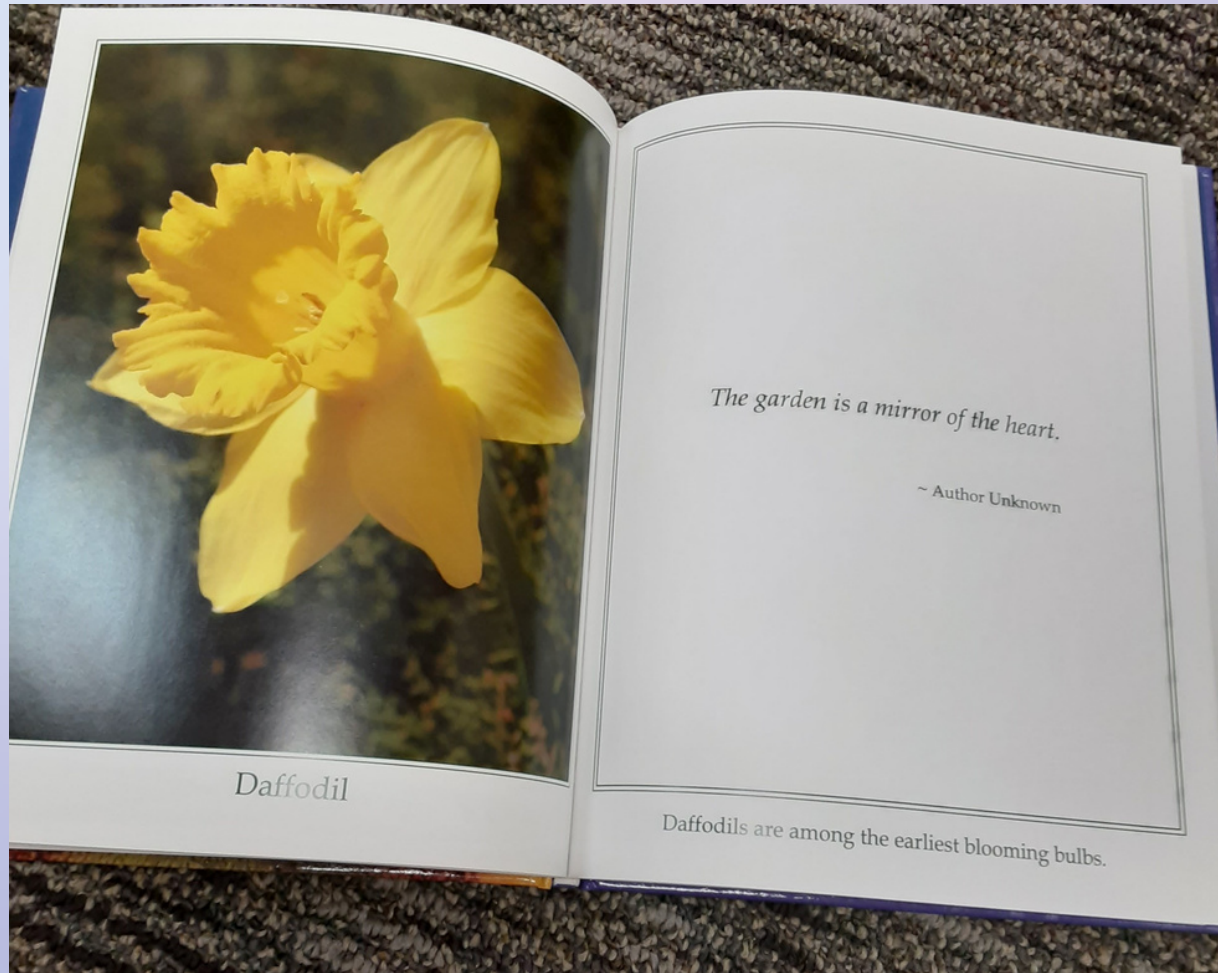 Daffodil
The garden is a mirror of the heart.
~ Author Unknown
Daffodils are among the earliest blooming bulbs.